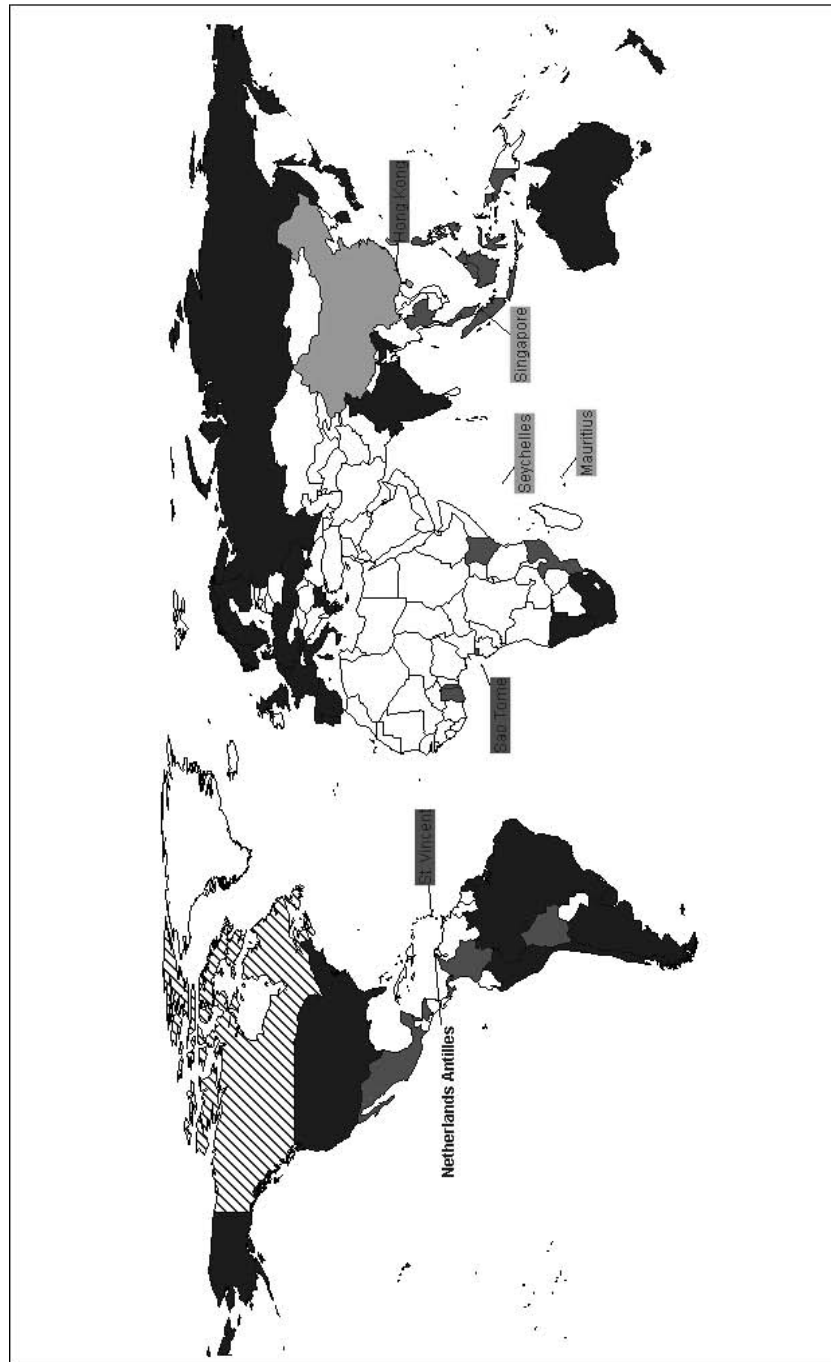 Netherlands Antilles
St Vincent
Sao Tome
Seychelles
Mauritius
Singapore
Hong Kong